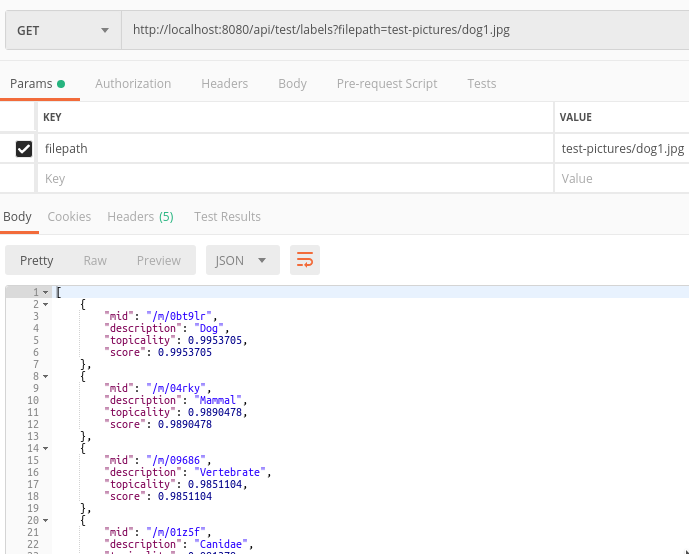 GET http://localhost:8080/api/test/labels?filepath=test-pictures/dog1.jpg
Params Authorization Headers Body Pre-request Script Tests
KEY VALUE
filepath test-pictures/dog1.jpg
Key Value
Body Cookies Headers (5) Test Results
Pretty Raw Preview JSON
1 [
2 {
3 "mid": "/m/0bt9lr",
4 "description": "Dog",
5 "topicality": 0.9953705,
6 "score": 0.9953705
7 },
8 {
9 "mid": "/m/04rky",
10 "description": "Mammal",
11 "topicality": 0.9890478,
12 "score": 0.9890478
13 },
14 {
15 "mid": "/m/09686",
16 "description": "Vertebrate",
17 "topicality": 0.9851104,
18 "score": 0.9851104
19 },
20 {
21 "mid": "/m/01z5f",
22 "description": "Canidae",